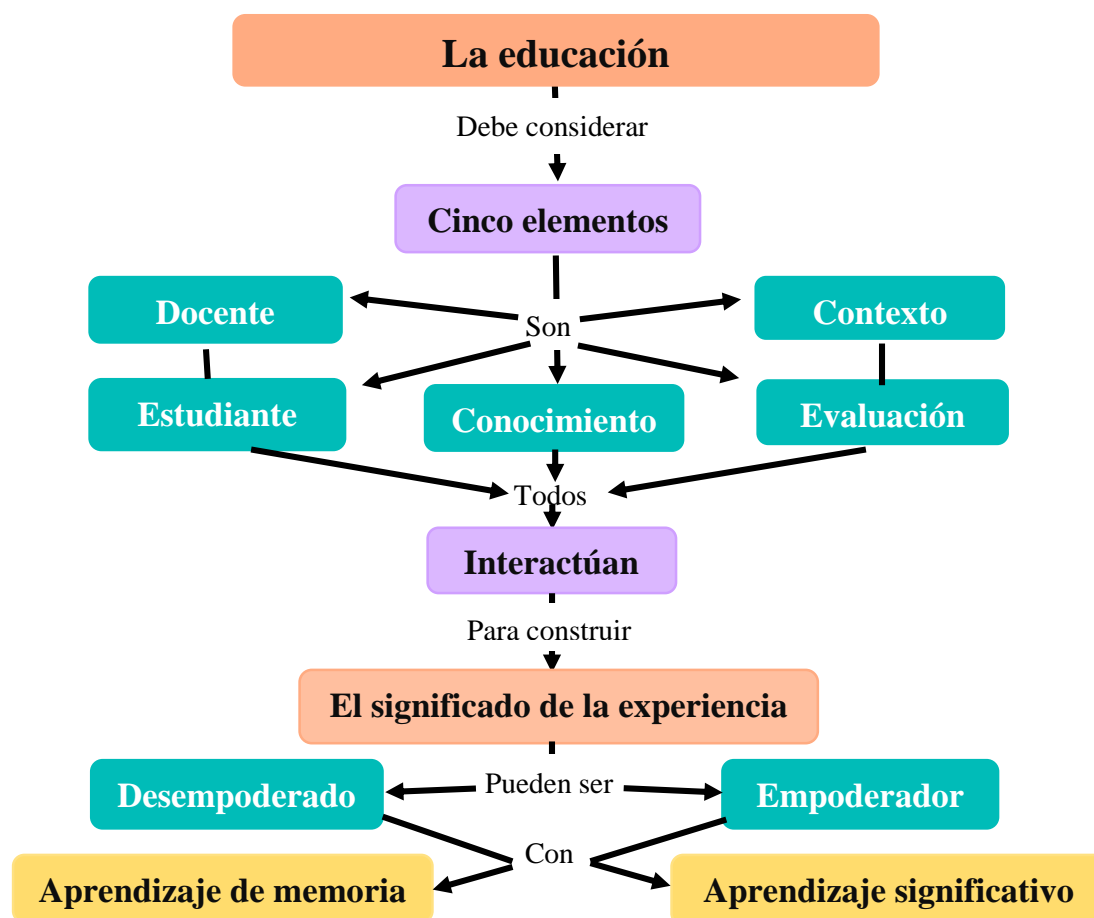 La educación
Debe considerar
Cinco elementos
Docente
Contexto
Son
Estudiante
Conocimiento
Evaluación
Todos
Interactúan
Para construir
El significado de la experiencia
Desempoderado
Pueden ser
Empoderador
Con
Aprendizaje de memoria
Aprendizaje significativo